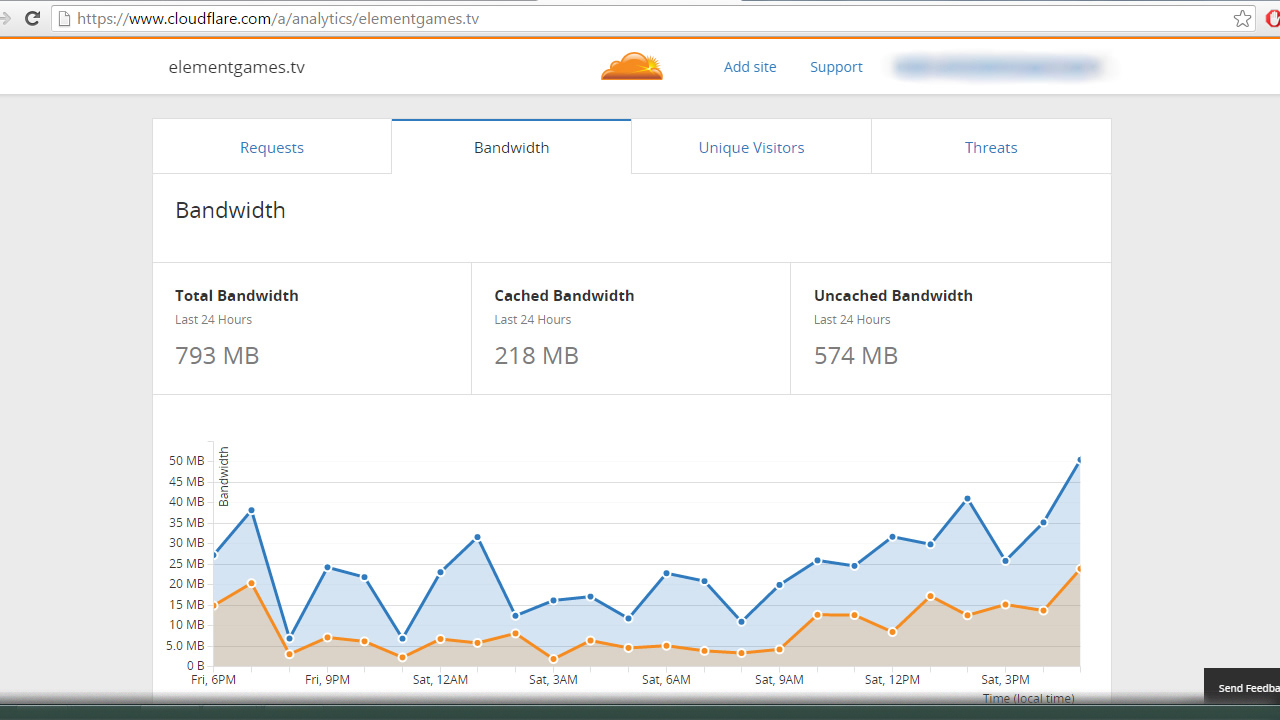 https://www.cloudflare.com/a/analytics/elementgames.tv
elementgames.tv
Add site
Support
Requests
Bandwidth
Unique Visitors
Threats
Bandwidth
Total Bandwidth
Last 24 Hours
793 MB
Cached Bandwidth
Last 24 Hours
218 MB
Uncached Bandwidth
Last 24 Hours
574 MB
Bandwidth
50 MB
45 MB
40 MB
35 MB
30 MB
25 MB
20 MB
15 MB
10 MB
5.0 MB
0 B
Fri, 6PM
Fri, 9PM
Sat, 12AM
Sat, 3AM
Sat, 6AM
Sat, 9AM
Sat, 12PM
Sat, 3PM
Time (local time)
Send Feedba